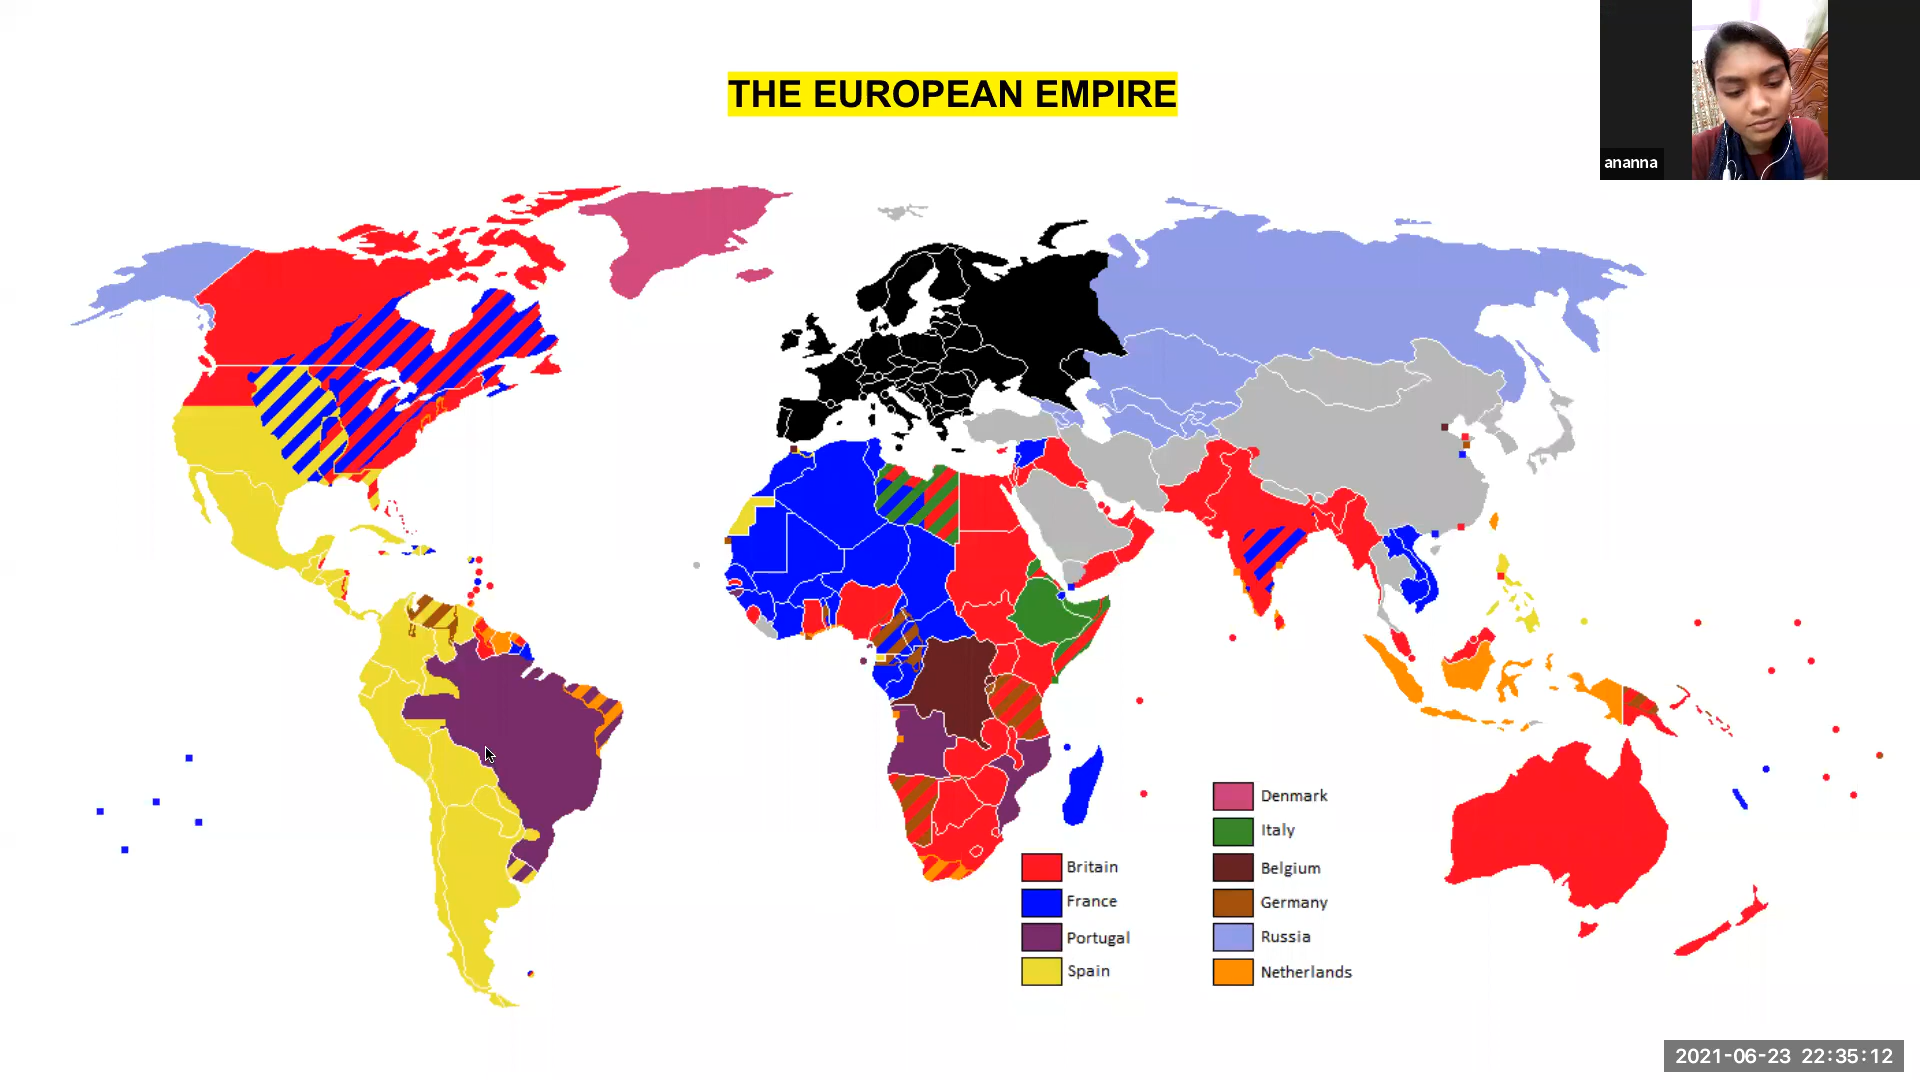 THE EUROPEAN EMPIRE
ananna
Britain
France
Portugal
Spain
Denmark
Italy
Belgium
Germany
Russia
Netherlands
2021-06-23 22:35:12